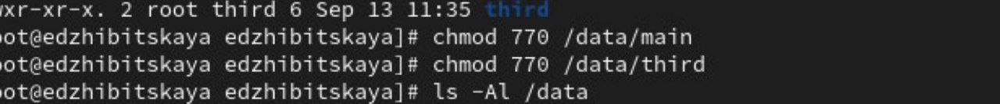 wxr-xr-x. 2 root third 6 Sep 13 11:35 third
oot@edzhibitskaya edzhibitskaya]# chmod 770 /data/main
oot@edzhibitskaya edzhibitskaya]# chmod 770 /data/third
oot@edzhibitskaya edzhibitskaya]# ls -Al /data